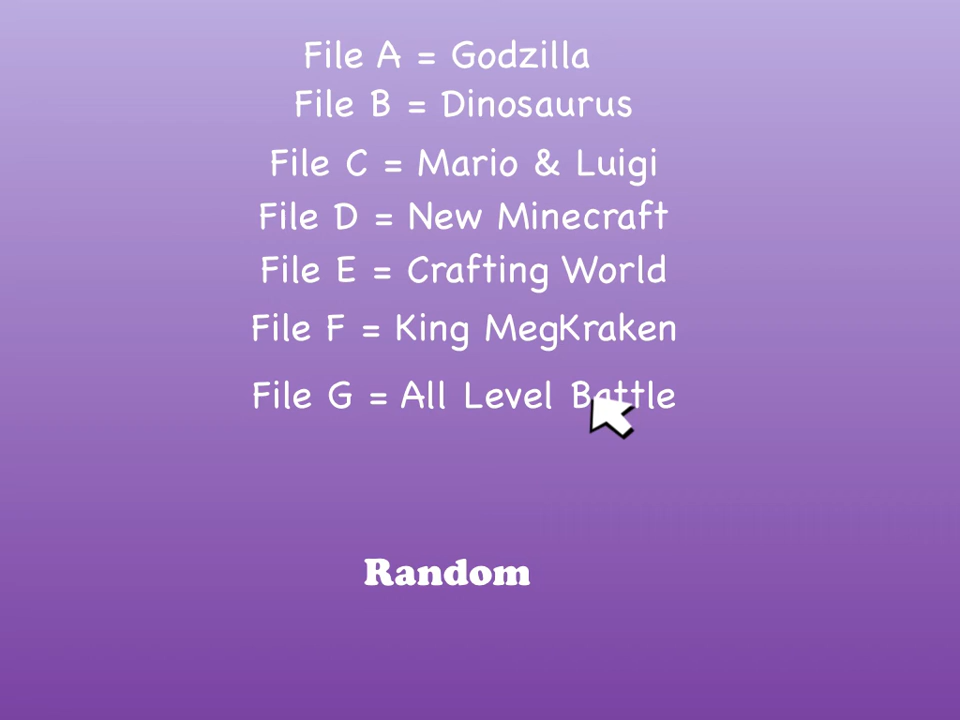 File A = Godzilla
File B = Dinosaurus
File C = Mario & Luigi
File D = New Minecraft
File E = Crafting World
File F = King MegKraken
File G = All Level Battle
Random